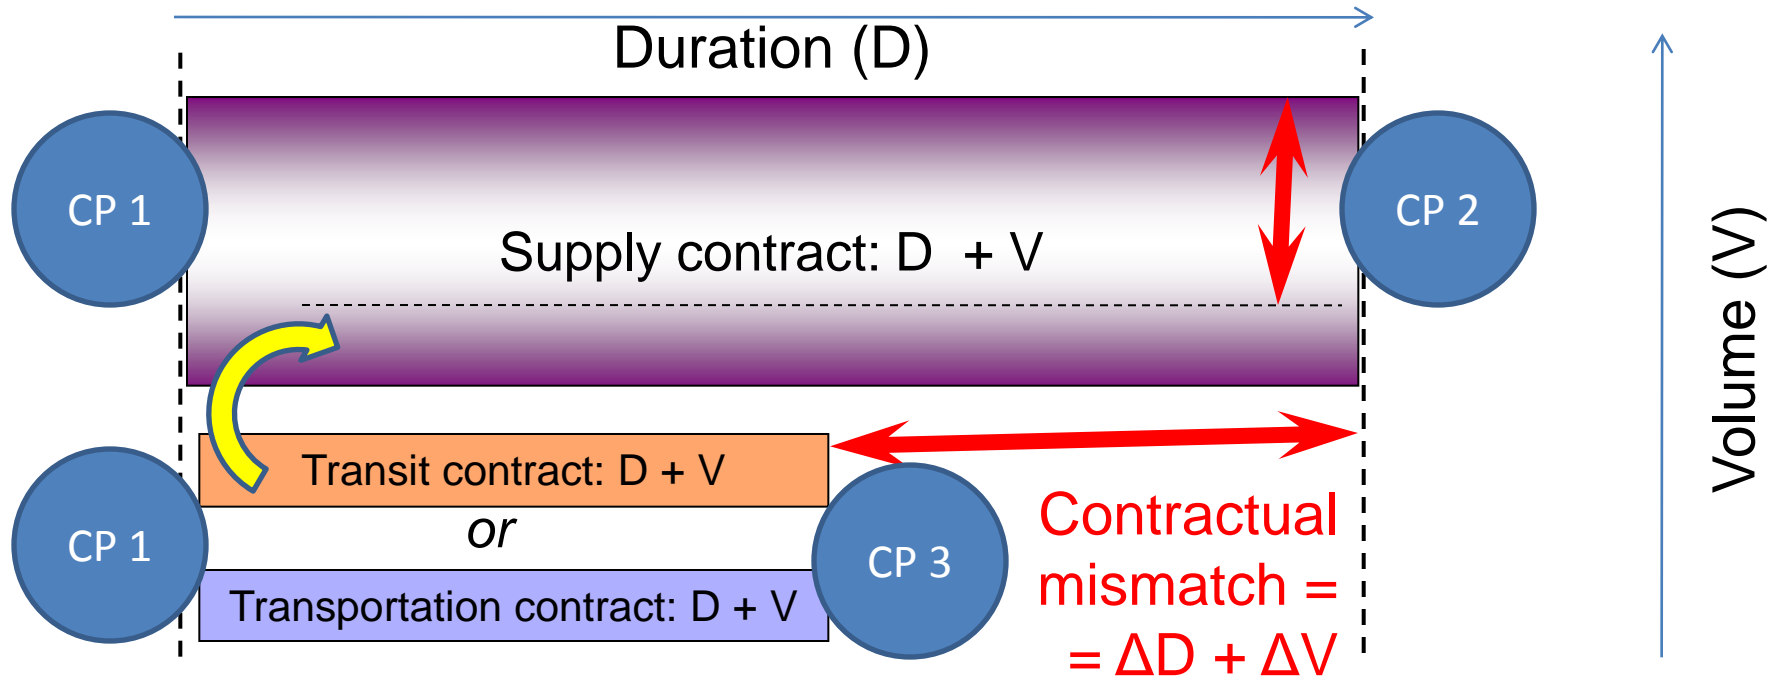 Duration (D)
CP 1
CP 2
Supply contract: D + V
Volume (V)
Transit contract: D + V
or
CP 1
CP 3
Transportation contract: D + V
Contractual
mismatch =
= ΔD + ΔV